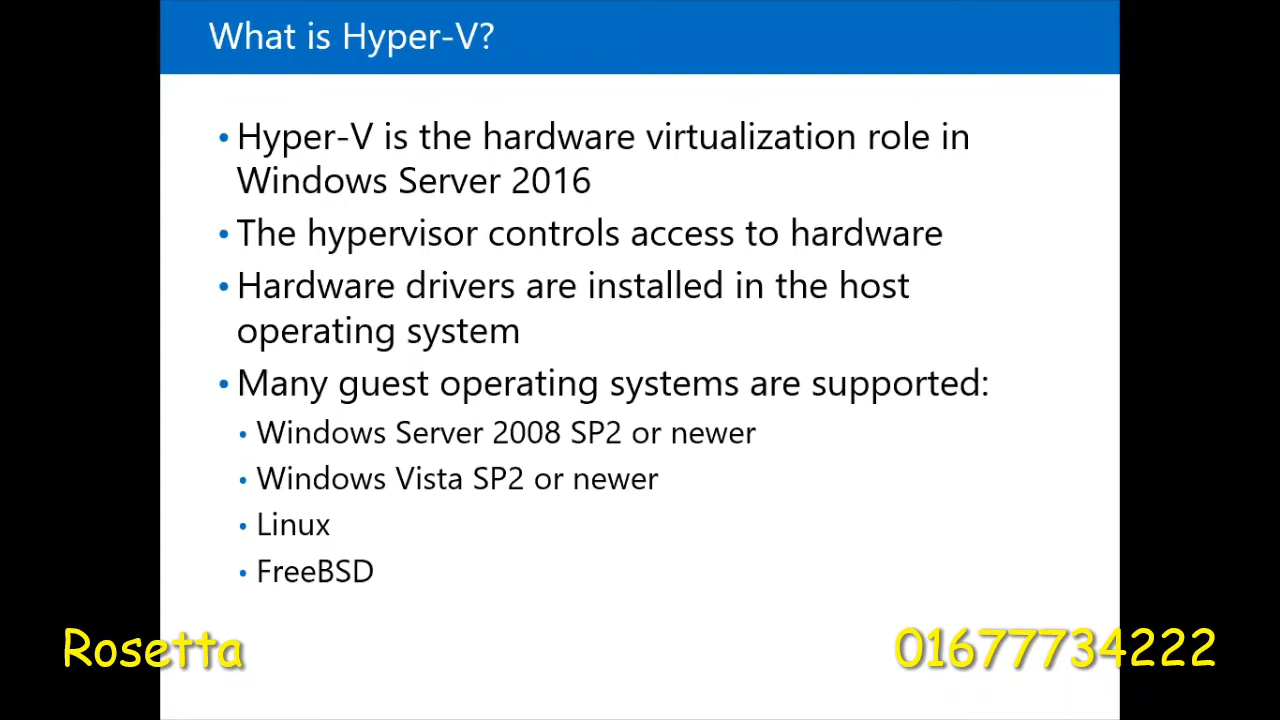 What is Hyper-V?
• Hyper-V is the hardware virtualization role in
Windows Server 2016
• The hypervisor controls access to hardware
• Hardware drivers are installed in the host
operating system
• Many guest operating systems are supported:
• Windows Server 2008 SP2 or newer
• Windows Vista SP2 or newer
• Linux
• FreeBSD
Rosetta
01677734222